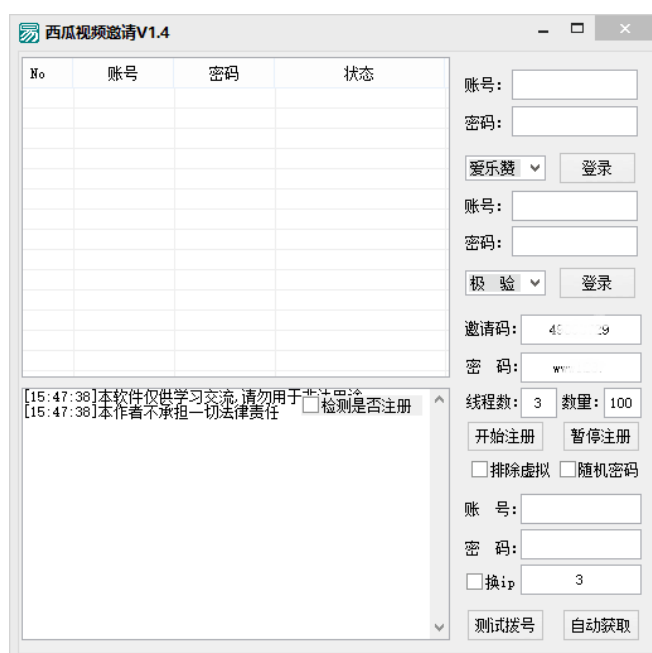 西瓜视频邀请V1.4
No 账号 密码 状态
账号:
密码:
爱乐赞 登录
账号:
密码:
极 验 登录
邀请码:
密 码:
[15:47:38]本软件仅供学习交流,请勿用于非法用途
[15:47:38]本作者不承担一切法律责任
检测是否注册
线程数: 3 数量: 100
开始注册 暂停注册
排除虚拟 随机密码
账 号:
密 码:
换ip 3
测试拨号 自动获取